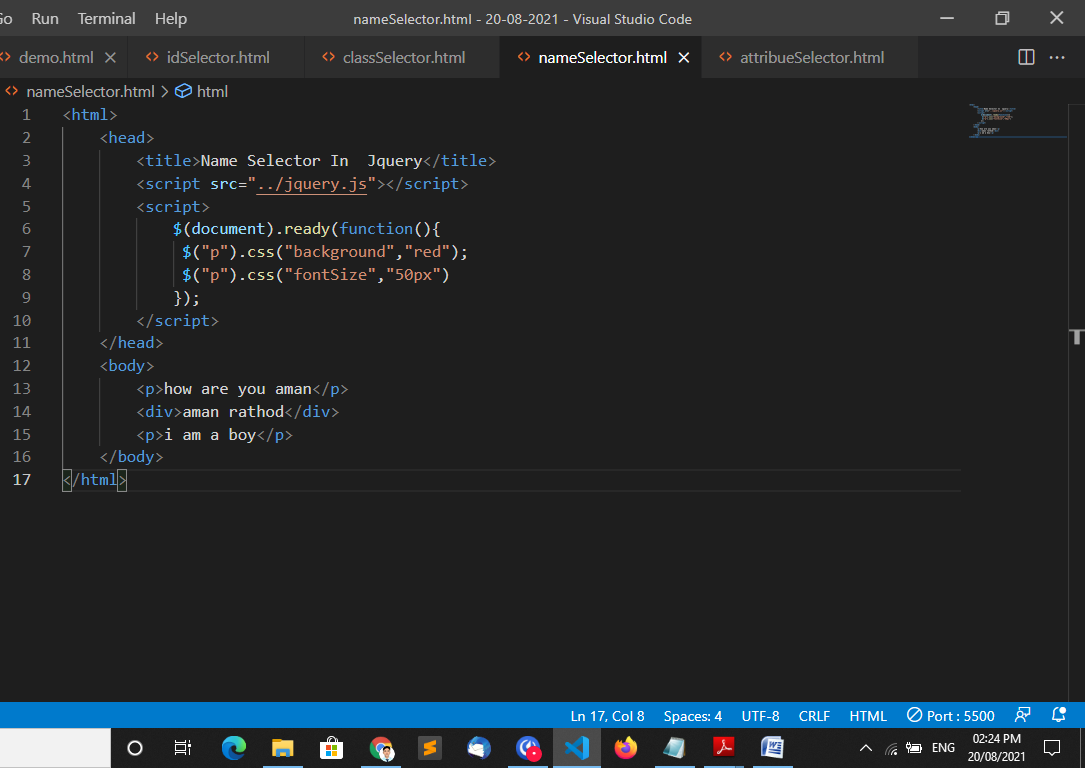 Run Terminal Help nameSelector.html - 20-08-2021 - Visual Studio Code
demo.html idSelector.html classSelector.html nameSelector.html attribueSelector.html
nameSelector.html > html
1 <html>
2 <head>
3 <title>Name Selector In  Jquery</title>
4 <script src="../jquery.js"></script>
5 <script>
6 $(document).ready(function(){
7 $("p").css("background","red");
8 $("p").css("fontSize","50px")
9 });
10 </script>
11 </head>
12 <body>
13 <p>how are you aman</p>
14 <div>aman rathod</div>
15 <p>i am a boy</p>
16 </body>
17 </html>
Ln 17, Col 8 Spaces: 4 UTF-8 CRLF HTML Port : 5500
ENG 02:24 PM
20/08/2021